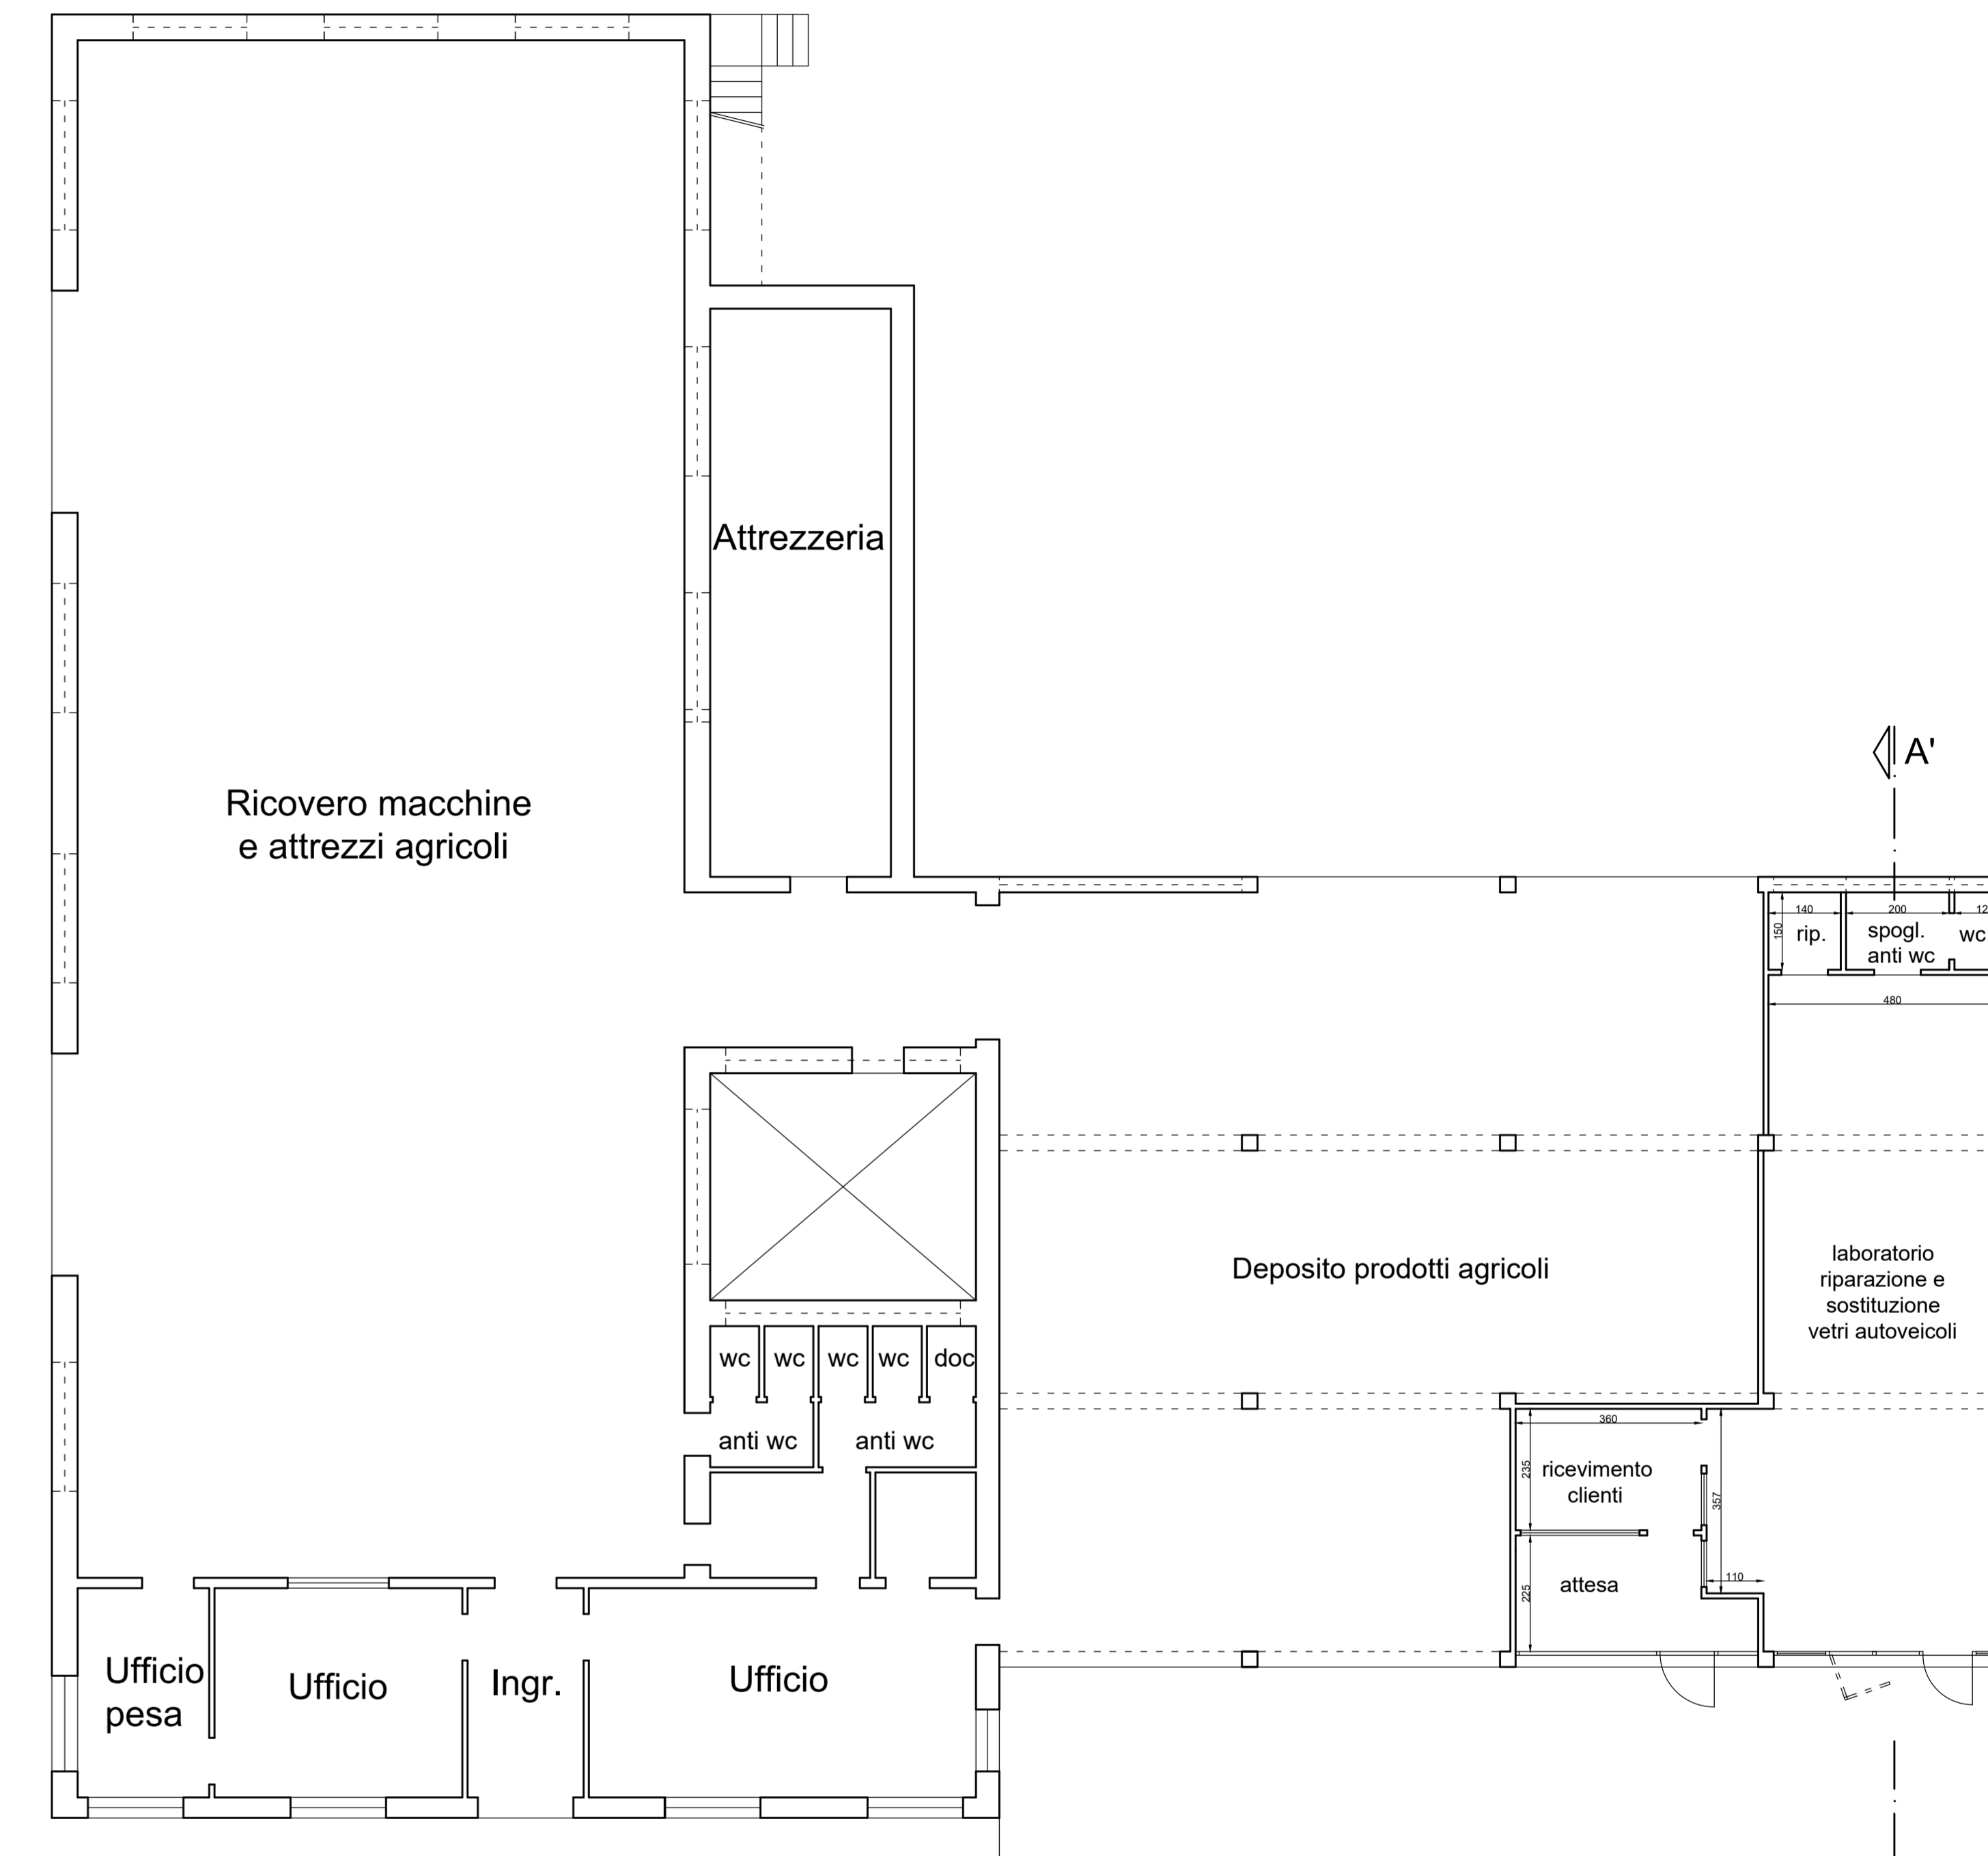 Attrezzeria
A'
Ricovero macchine
e attrezzi agricoli
140
200
12
150
rip.
spogl.
anti wc
wc
480
Deposito prodotti agricoli
laboratorio
riparazione e
sostituzione
vetri autoveicoli
wc
wc
wc
wc
doc
anti wc
anti wc
360
235
ricevimento
clienti
357
110
225
attesa
Ufficio
pesa
Ufficio
Ingr.
Ufficio